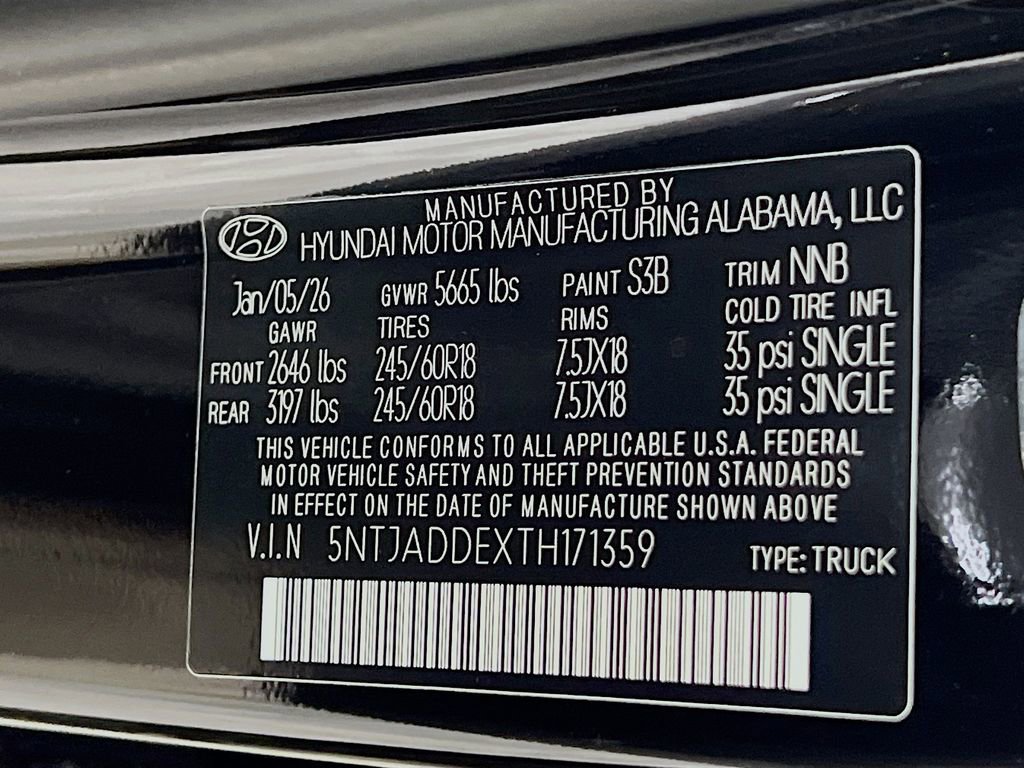 MANUFACTURED BY
HYUNDAI MOTOR MANUFACTURING ALABAMA, LLC
Jan/05/26 GVWR 5665 lbs PAINT S3B TRIM NNB
GAWR TIRES RIMS COLD TIRE INFL
FRONT 2646 lbs 245/60R18 7.5JX18 35 psi SINGLE
REAR 3197 lbs 245/60R18 7.5JX18 35 psi SINGLE
THIS VEHICLE CONFORMS TO ALL APPLICABLE U.S.A. FEDERAL
MOTOR VEHICLE SAFETY AND THEFT PREVENTION STANDARDS
IN EFFECT ON THE DATE OF MANUFACTURE SHOWN ABOVE
V.I.N 5NTJADDEXTH171359 TYPE: TRUCK